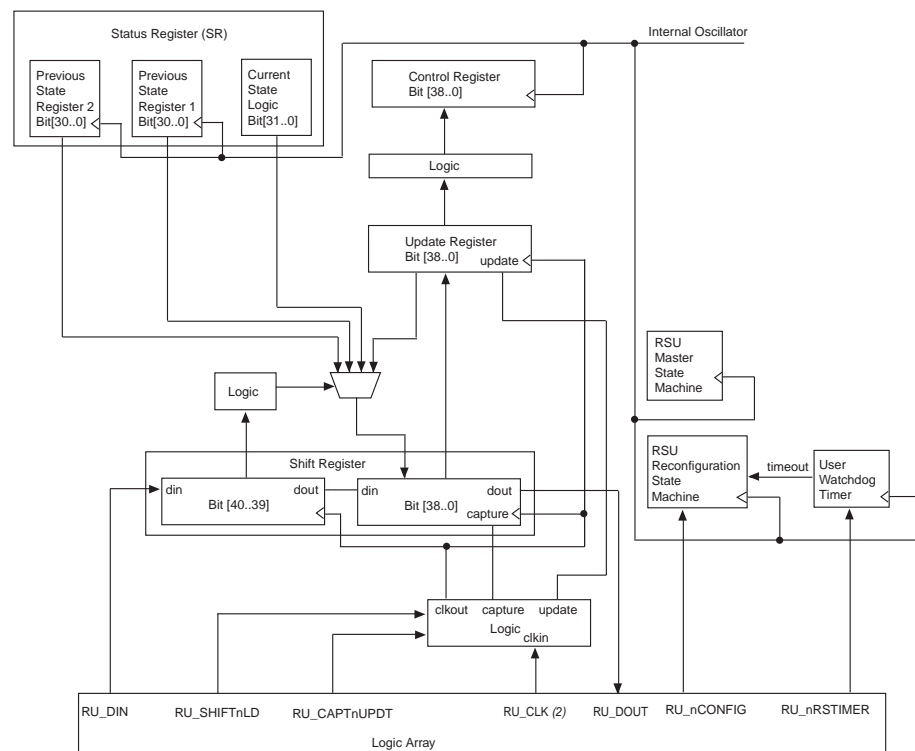 Status Register (SR)
Internal Oscillator
Previous
State
Register 2
Bit[30..0]
Previous
State
Register 1
Bit[30..0]
Current
State
Logic
Bit[31..0]
Control Register
Bit [38..0]
Logic
Update Register
Bit [38..0]
update
RSU
Master
State
Machine
Logic
Shift Register
din
dout
Bit [40..39]
din
dout
Bit [38..0]
capture
RSU
Reconfiguration
State
Machine
timeout
User
Watchdog
Timer
clkout capture update
Logic
clkin
RU_DIN
RU_SHIFTnLD
RU_CAPTnUPDT
RU_CLK (2)
RU_DOUT
RU_nCONFIG
RU_nRSTIMER
Logic Array